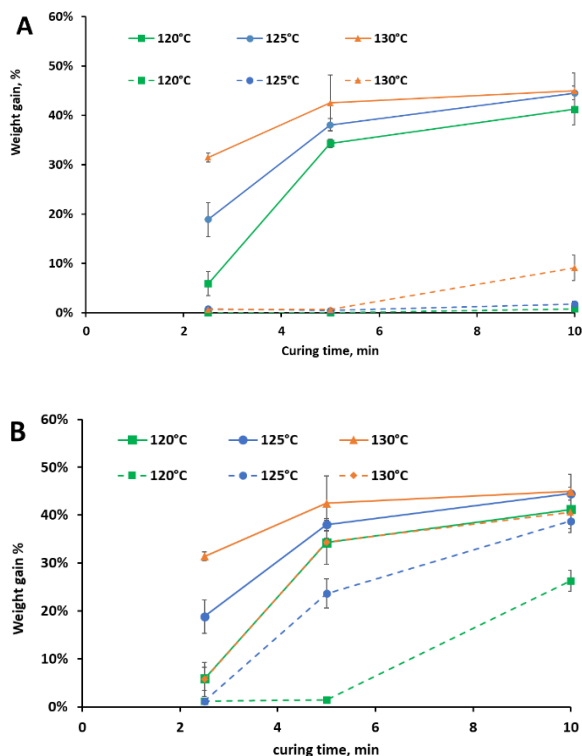 A
60%
120°C 125°C 130°C
50%
120°C 125°C 130°C
40%
30%
20%
10%
0%
Weight gain, %
0 2 4 6 8 10
Curing time, min
B
60%
120°C 125°C 130°C
50%
120°C 125°C 130°C
40%
30%
20%
10%
0%
Weight gain %
0 2 4 6 8 10
curing time, min